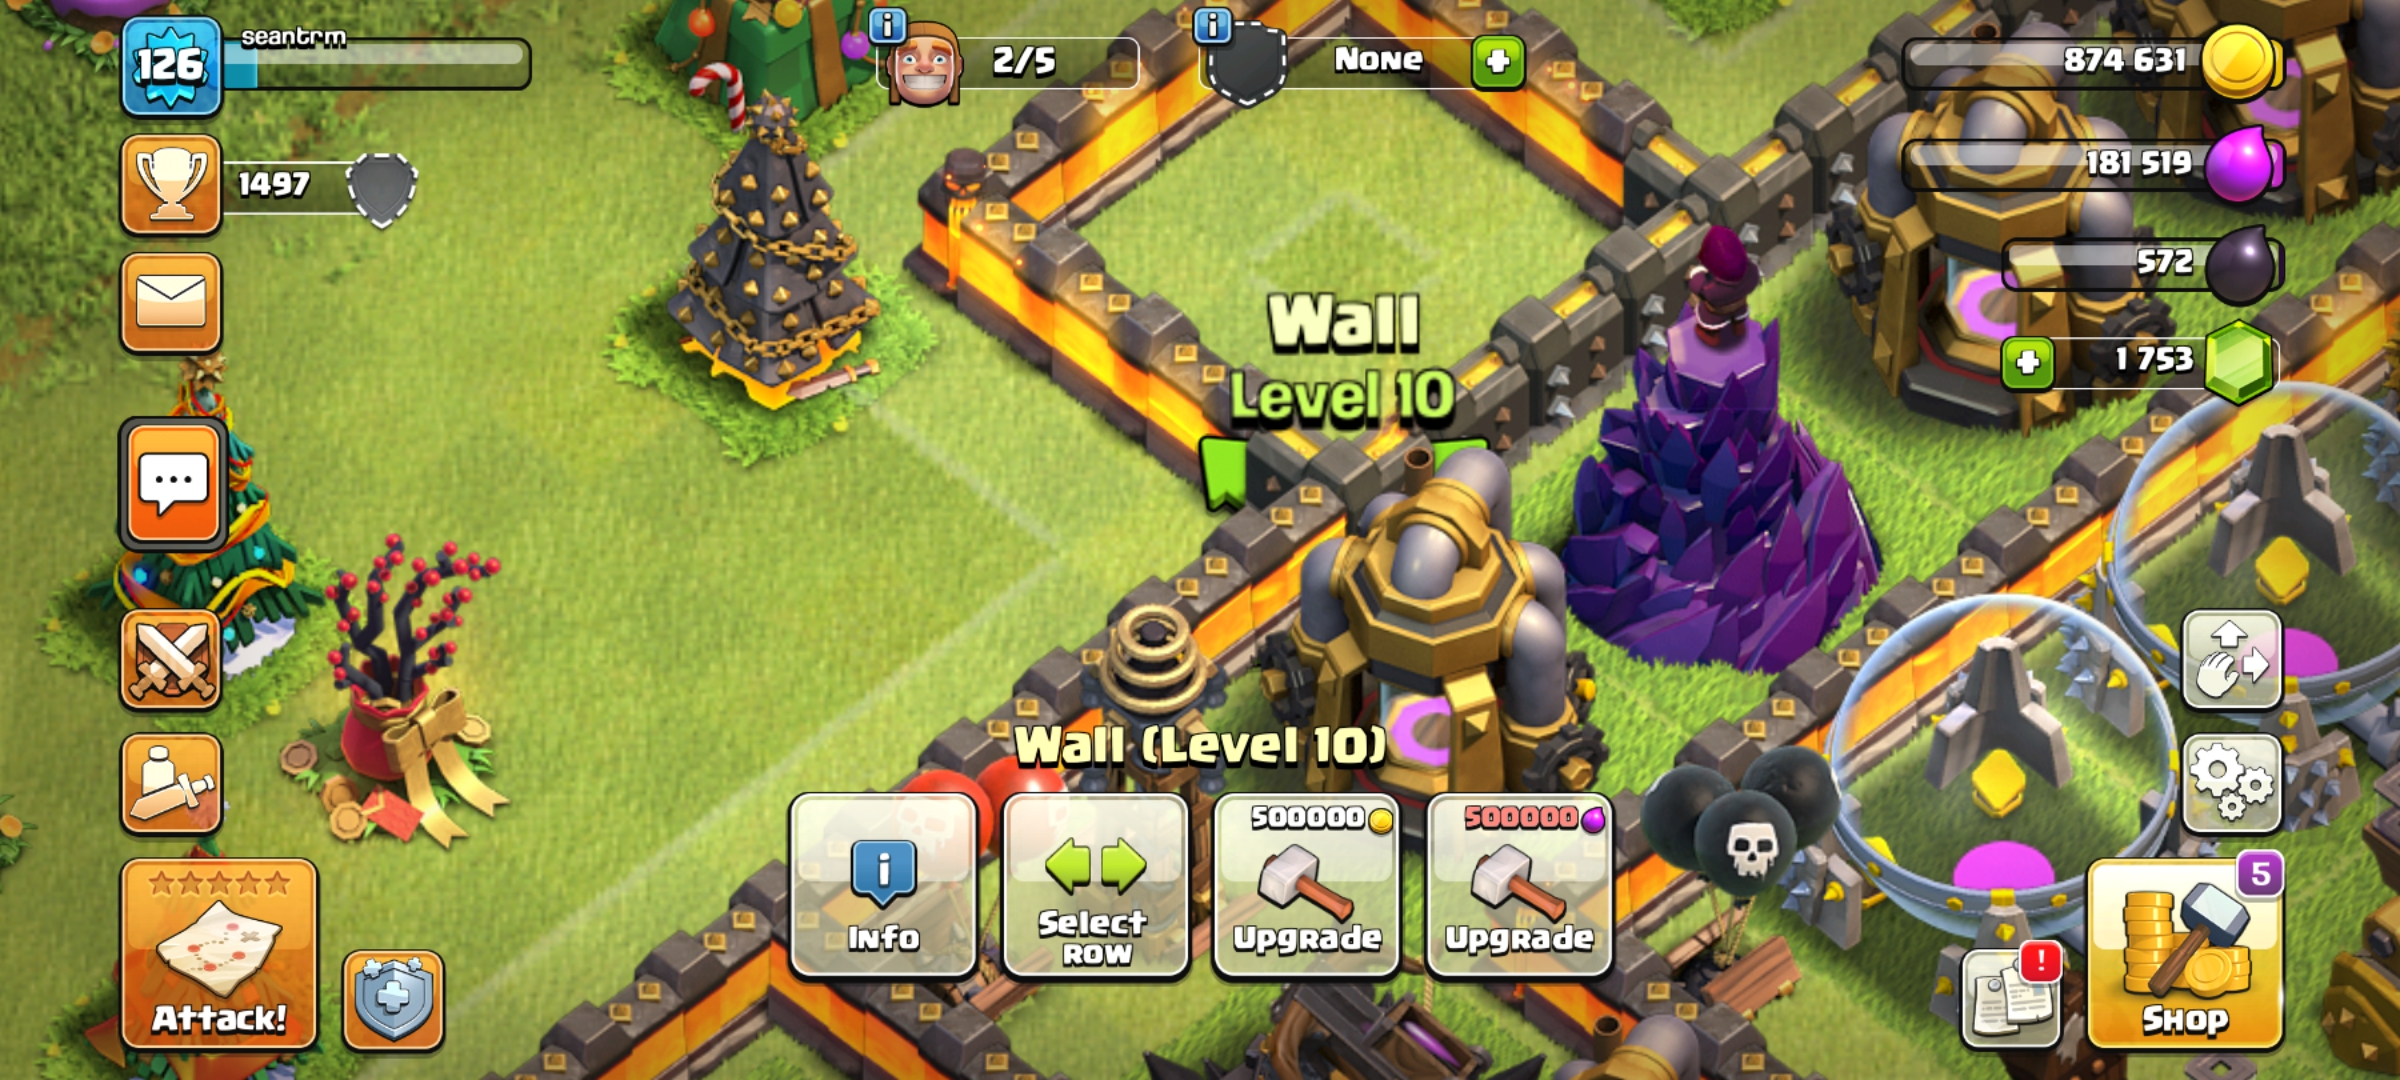 126
seantrm
2/5
None
874 631
1497
181 519
572
1 753
Wall
Level 10
Wall (Level 10)
Info
Select
Row
500000
Upgrade
500000
Upgrade
Attack!
5
!
Shop